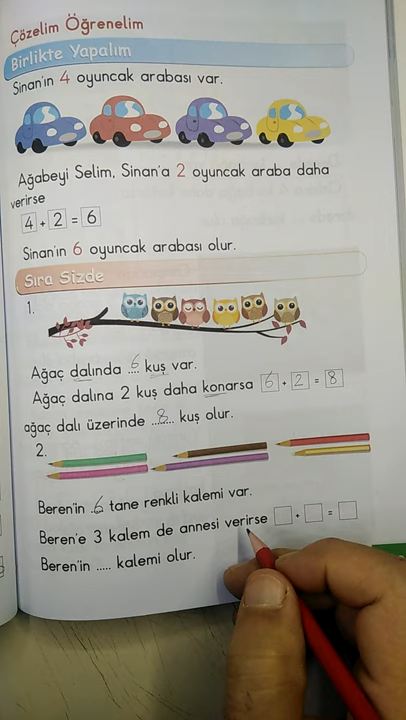 Çözelim Öğrenelim
Birlikte Yapalım
Sinan'ın 4 oyuncak arabası var.
Ağabeyi Selim, Sinan'a 2 oyuncak araba daha
verirse
4 + 2 = 6
Sinan'ın 6 oyuncak arabası olur.
Sıra Sizde
1.
Ağaç dalında 6 kuş var.
Ağaç dalına 2 kuş daha konarsa 6 + 2 = 8
ağaç dalı üzerinde 8 kuş olur.
2.
Beren'in 6 tane renkli kalemi var.
Beren'e 3 kalem de annesi verirse + =
Beren'in ..... kalemi olur.